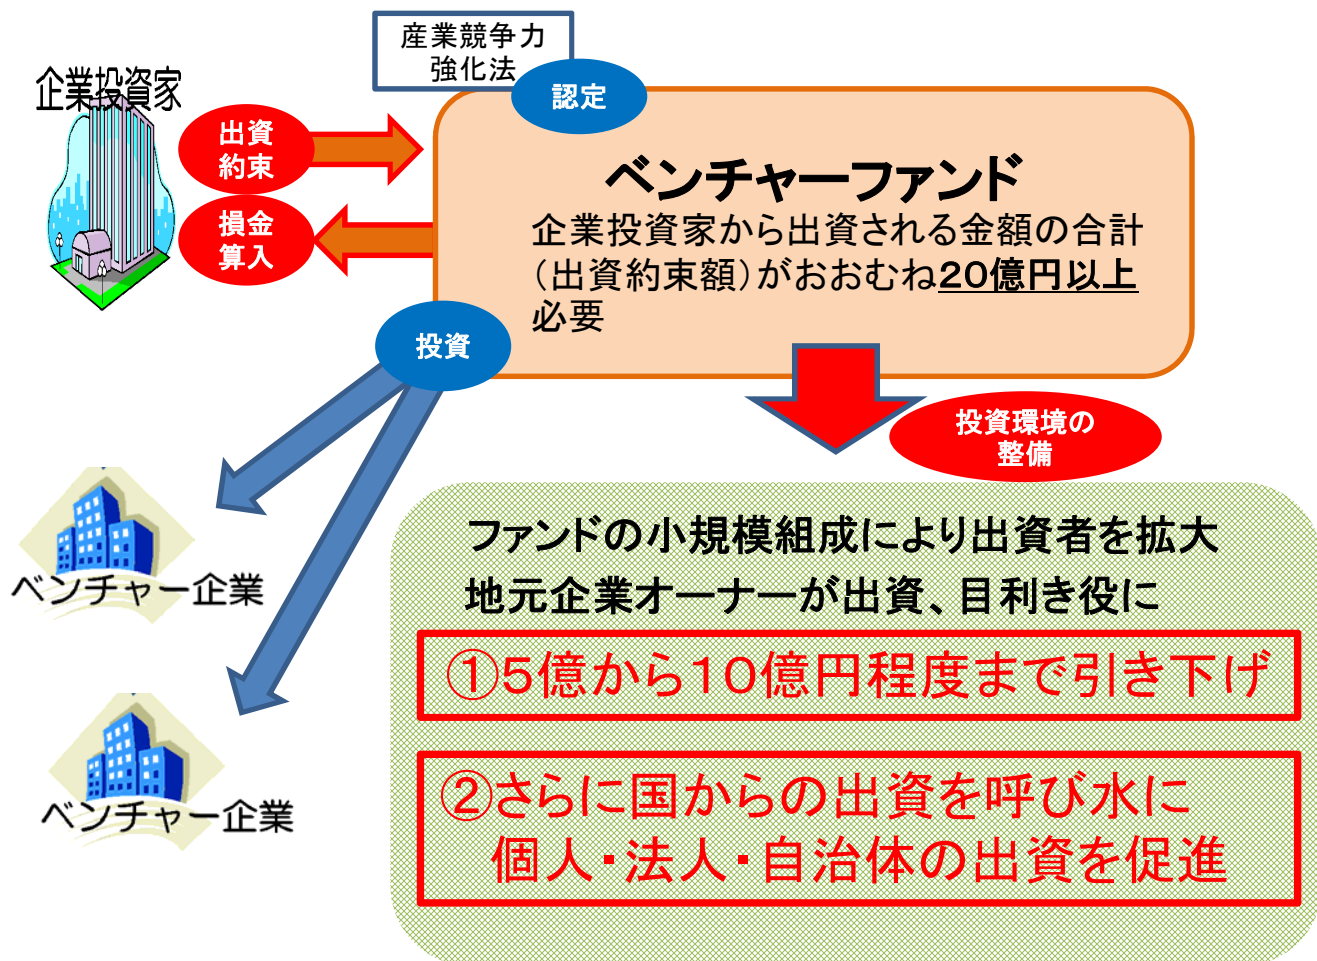 産業競争力
強化法
認定
企業投資家
出資
約束
損金
算入
ベンチャーファンド
企業投資家から出資される金額の合計
（出資約束額）がおおむね20億円以上
必要
投資
投資環境の
整備
ベンチャー企業
ベンチャー企業
ファンドの小規模組成により出資者を拡大
地元企業オーナーが出資、目利き役に
①５億から１０億円程度まで引き下げ
②さらに国からの出資を呼び水に
個人・法人・自治体の出資を促進